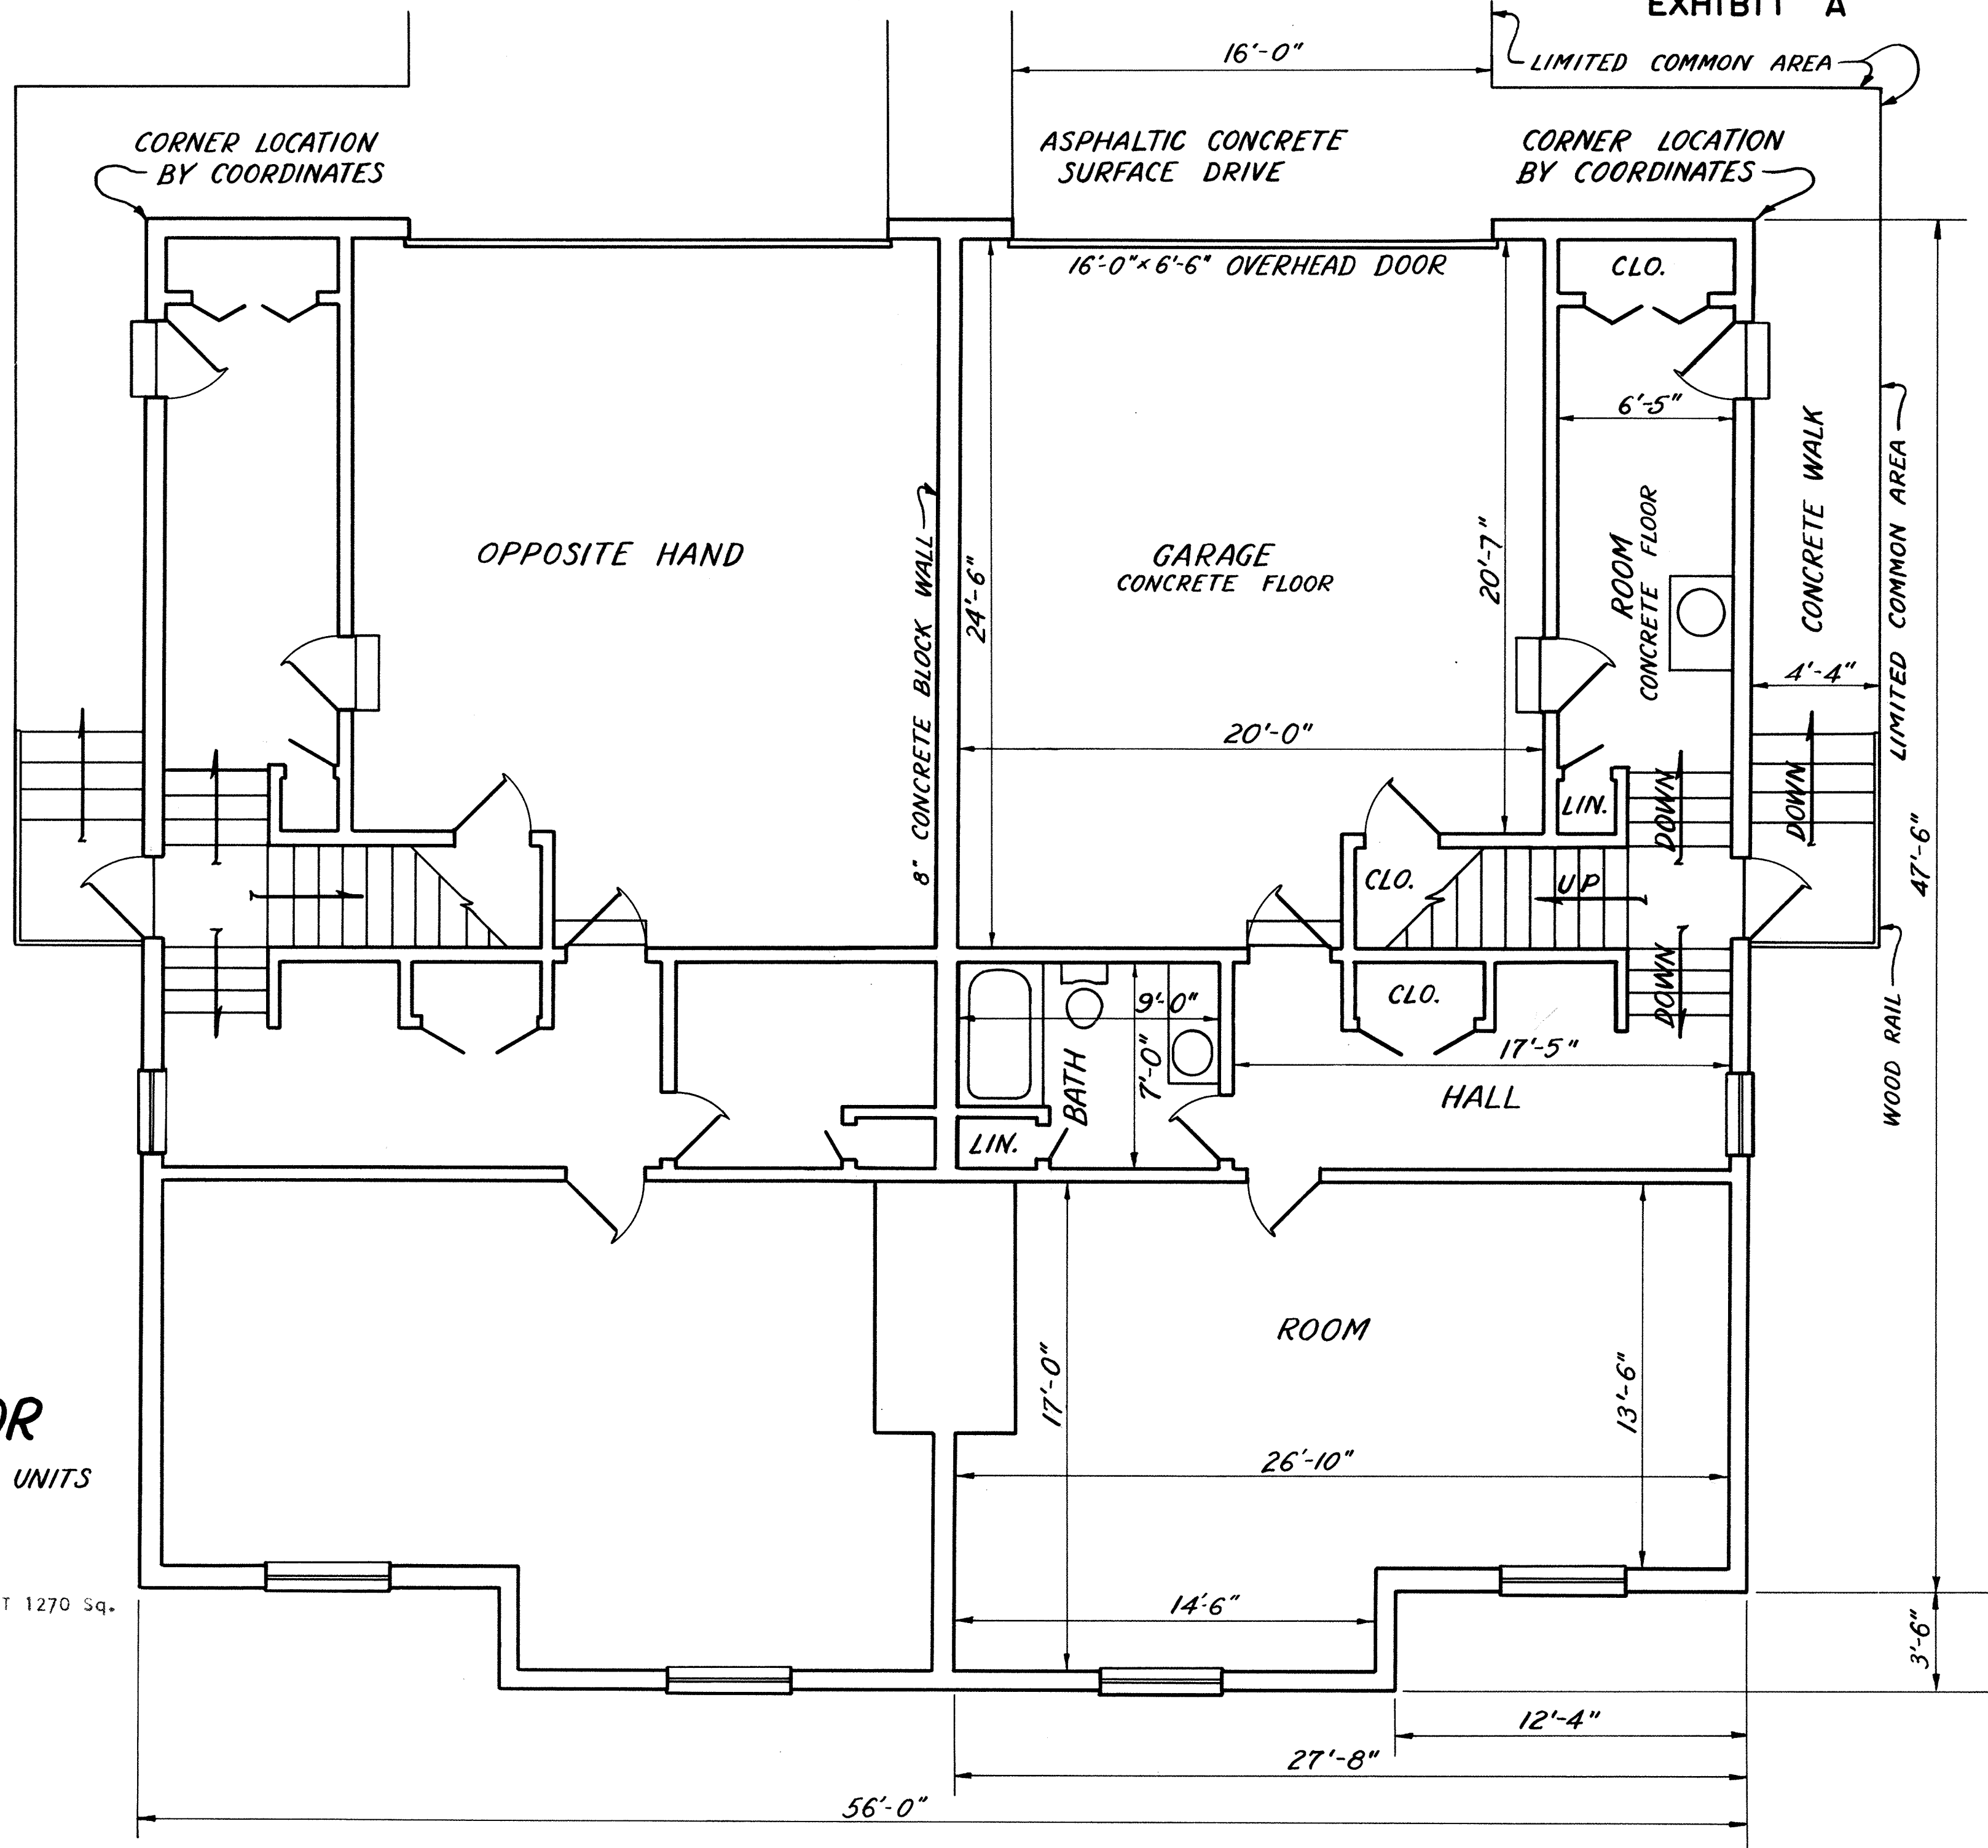 EXHIBIT A
16'-0"
LIMITED COMMON AREA
CORNER LOCATION
BY COORDINATES
ASPHALTIC CONCRETE
SURFACE DRIVE
CORNER LOCATION
BY COORDINATES
16'-0" x 6'-6" OVERHEAD DOOR
CLO.
6'-5"
CONCRETE WALK
LIMITED COMMON AREA
OPPOSITE HAND
8" CONCRETE BLOCK WALL
24'-6"
GARAGE
CONCRETE FLOOR
20'-7"
ROOM
CONCRETE FLOOR
4'-4"
20'-0"
LIN.
DOWN
DOWN
47'-6"
CLO.
UP
9'-0"
CLO.
DOWN
WOOD RAIL
7'-0"
BATH
17'-5"
HALL
LIN.
ROOM
17'-0"
13'-6"
OR
UNITS
26'-10"
T 1270 Sq.
14'-6"
3'-6"
12'-4"
27'-8"
56'-0"